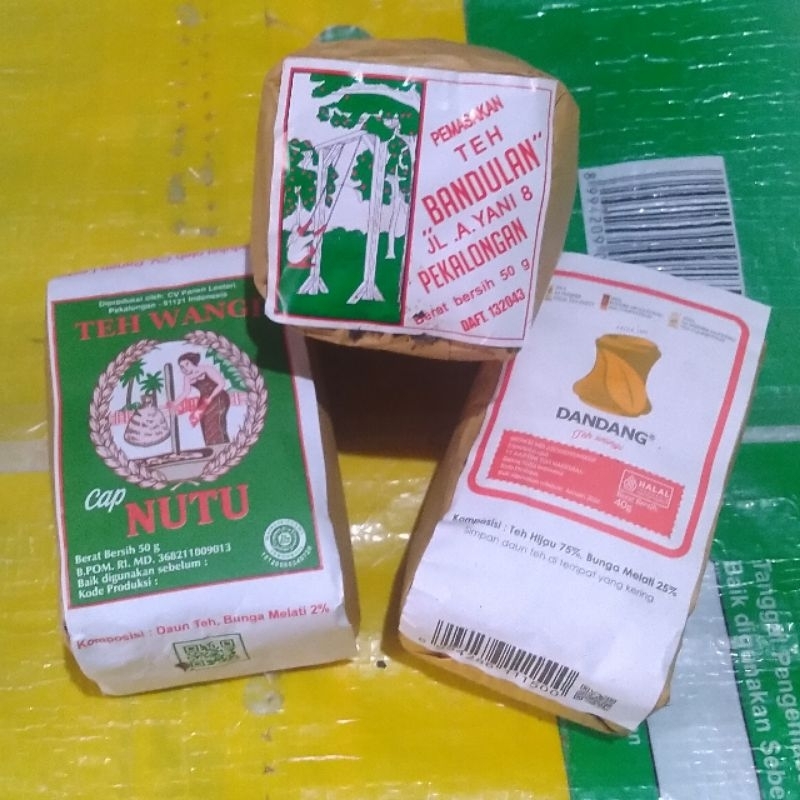 PEMASAKAN
TEH
"BANDULAN"
JL .A. YANI 8
PEKALONGAN
Berat bersih 50 g
DAFT. 132043
Diproduksi oleh: CV Panen Lestari
Pekalongan - 51121 Indonesia
TEH WANGI
Cap
NUTU
Berat Bersih 50 g
B.POM. RI. MD. 368211009013
Baik digunakan sebelum :
Kode Produksi :
Komposisi : Daun Teh, Bunga Melati 2%
DANDANG®
Teh
HALAL
Berat Bersih
40g
Komposisi : Teh Hijau 75%, Bunga Melati 25%
Simpan daun teh di tempat yang kering
Baik digunakan Sebe